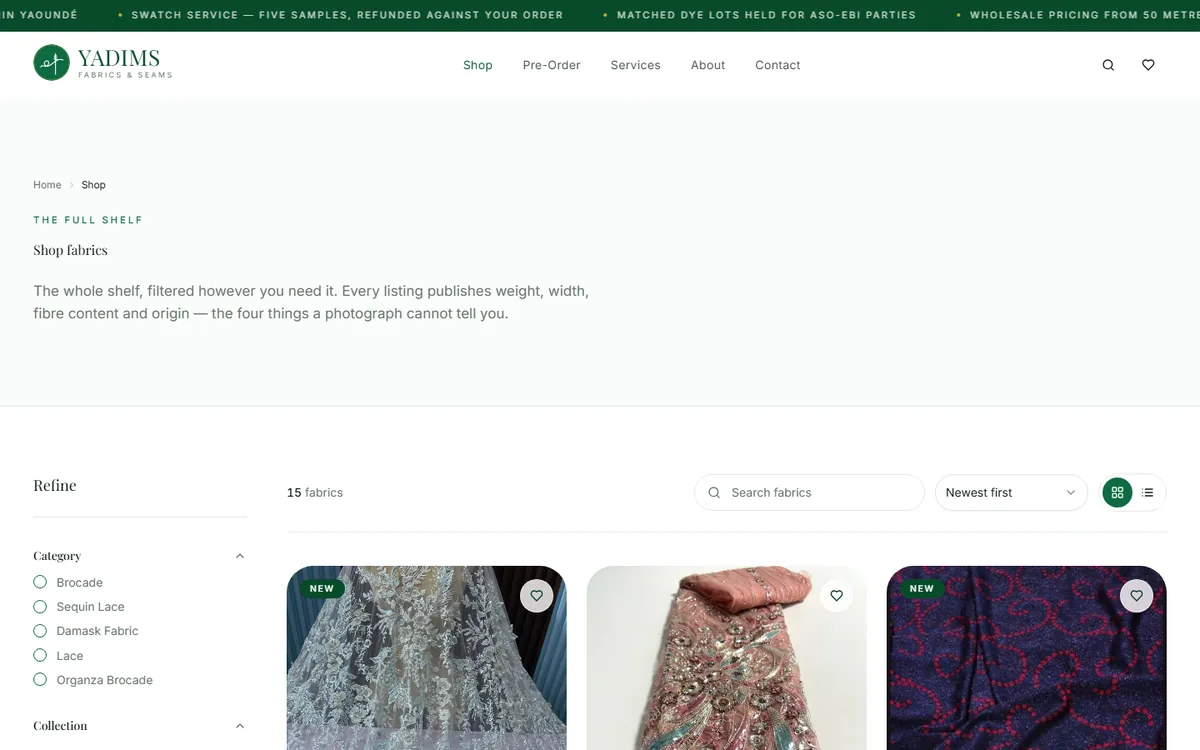 IN YAOUNDÉ • SWATCH SERVICE — FIVE SAMPLES, REFUNDED AGAINST YOUR ORDER • MATCHED DYE LOTS HELD FOR ASO-EBI PARTIES • WHOLESALE PRICING FROM 50 METRE
YADIMS
FABRICS & SEAMS
Shop Pre-Order Services About Contact
Home › Shop
THE FULL SHELF
Shop fabrics
The whole shelf, filtered however you need it. Every listing publishes weight, width,
fibre content and origin — the four things a photograph cannot tell you.
Refine
15 fabrics
Search fabrics
Newest first
Category
Brocade
Sequin Lace
Damask Fabric
Lace
Organza Brocade
Collection
NEW
NEW